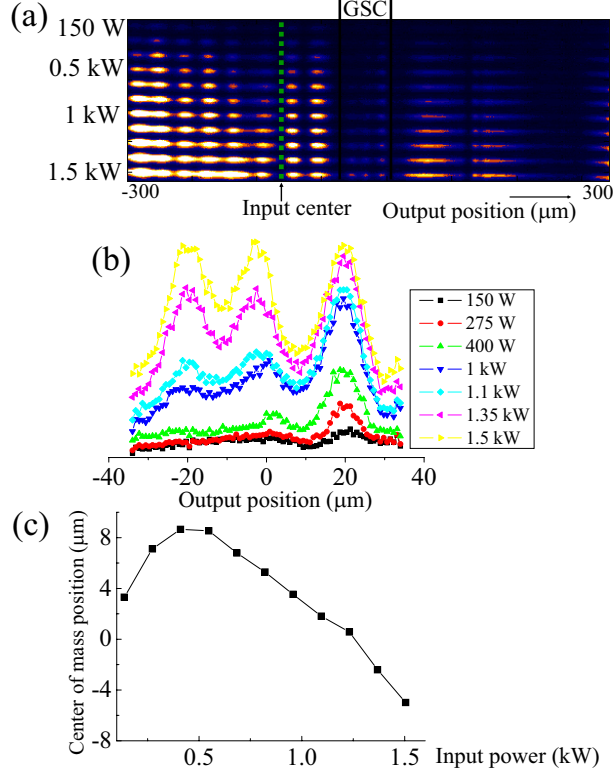 (a)
GSC
150 W
0.5 kW
1 kW
1.5 kW
-300
300
Input center
Output position (μm)
(b)
150 W
275 W
400 W
1 kW
1.1 kW
1.35 kW
1.5 kW
-40 -20 0 20 40
Output position (μm)
(c)
Center of mass position (μm)
8
4
0
-4
-8
0.5 1.0 1.5
Input power (kW)